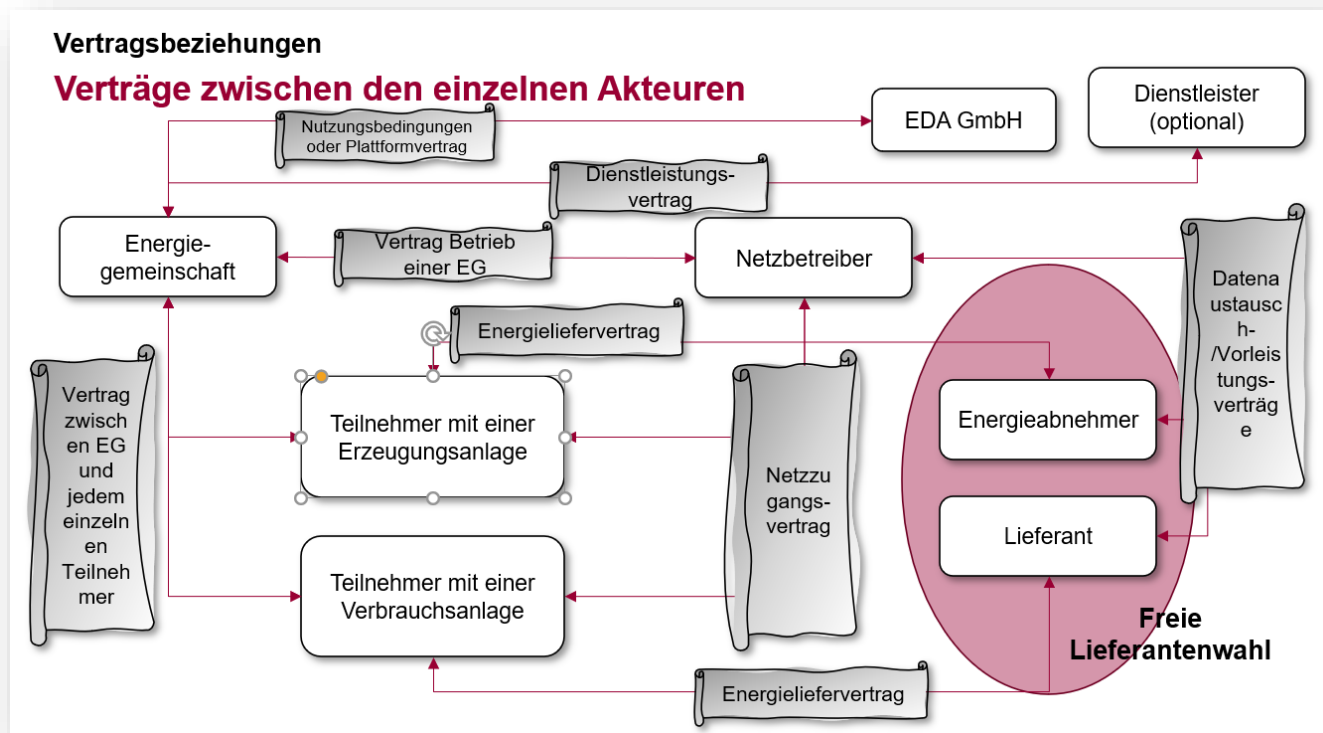 Vertragsbeziehungen
Verträge zwischen den einzelnen Akteuren
Nutzungsbedingungen
oder Plattformvertrag
EDA GmbH
Dienstleister
(optional)
Dienstleistungs-
vertrag
Energie-
gemeinschaft
Vertrag Betrieb
einer EG
Netzbetreiber
Datena
ustausc
h-
/Vorleis
tungs-
verträg
e
Energieliefervertrag
Vertrag
zwisch
en EG
und
jedem
einzeln
en
Teilneh
mer
Teilnehmer mit einer
Erzeugungsanlage
Energieabnehmer
Netzzu
gangs-
vertrag
Lieferant
Teilnehmer mit einer
Verbrauchsanlage
Freie
Lieferantenwahl
Energieliefervertrag